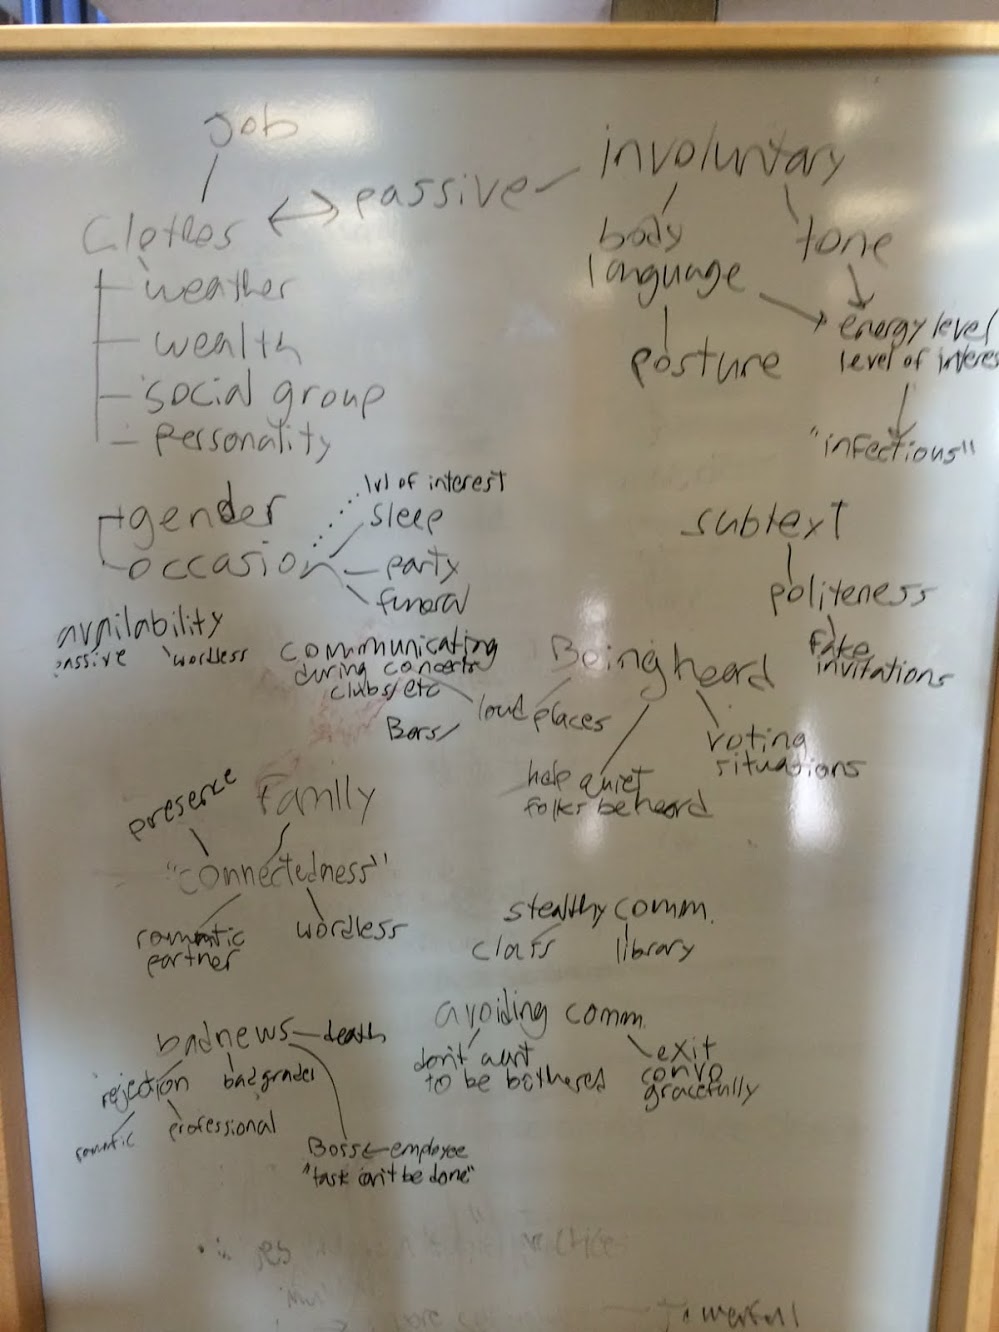 job
involuntary
passive
Clothes
body
language
tone
weather
wealth
social group
personality
posture
energy level
level of interes
"infectious"
gender
occasion
lvl of interest
sleep
party
funeral
subtext
politeness
fake
invitations
availability
passive wordless
communicating
during concerts
clubs/etc
Bars/
loud places
Being heard
voting
situations
help quiet
folks be heard
presence
family
"connectedness"
romantic
partner
wordless
stealthy comm.
class
library
avoiding comm.
don't want
to be bothered
exit
convo
gracefully
bad news
death
rejection
bad grades
romantic
professional
Boss employee
"task can't be done"